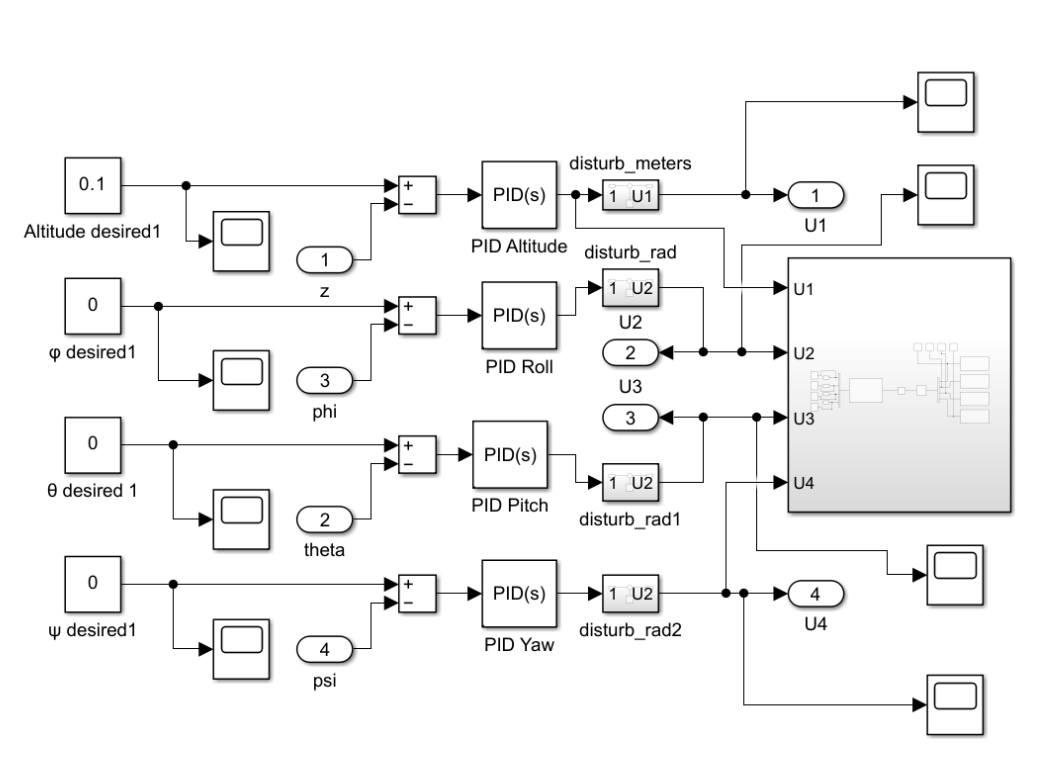 0.1
Altitude desired1
+
−
1
z
PID(s)
PID Altitude
disturb_meters
1 U1
1
U1
0
φ desired1
+
−
3
phi
PID(s)
PID Roll
disturb_rad
1 U2
U2
2
U3
3
0
θ desired 1
+
−
2
theta
PID(s)
PID Pitch
1 U2
disturb_rad1
U1
U2
U3
U4
0
ψ desired1
+
−
4
psi
PID(s)
PID Yaw
1 U2
disturb_rad2
4
U4